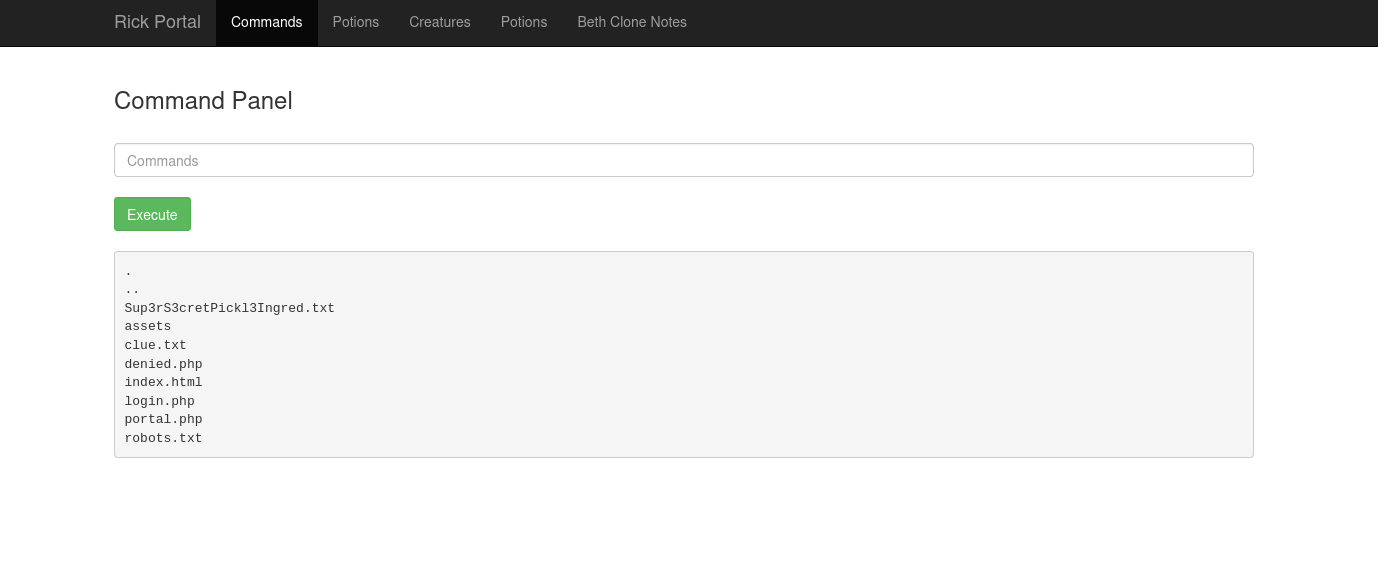 Rick Portal Commands Potions Creatures Potions Beth Clone Notes
Command Panel
Commands
Execute
.
..
Sup3rS3cretPickl3Ingred.txt
assets
clue.txt
denied.php
index.html
login.php
portal.php
robots.txt